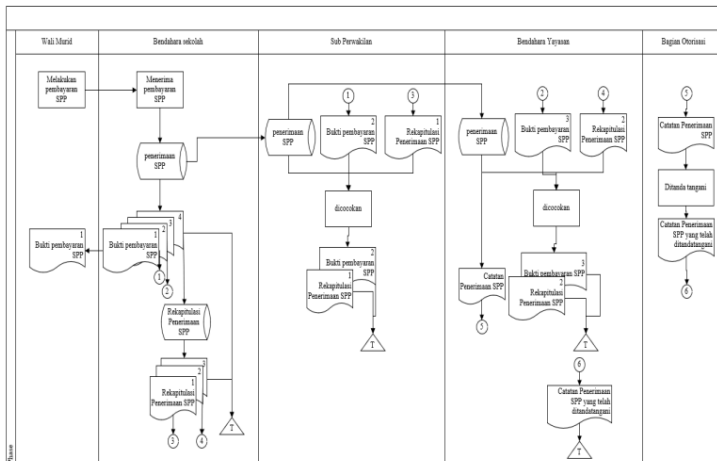 Wali Murid
Bendahara sekolah
Sub Perwakilan
Bendahara Yayasan
Bagian Otorisasi
Melakukan
pembayaran
SPP
Menerima
pembayaran
SPP
penerimaan
SPP
4
3
2
1
Bukti pembayaran
SPP
1
2
1
Bukti pembayaran
SPP
Rekapitulasi
Penerimaan
SPP
3
2
1
Rekapitulasi
Penerimaan SPP
3
4
T
1
3
penerimaan
SPP
2
Bukti pembayaran
SPP
1
Rekapitulasi
Penerimaan SPP
dicocokan
2
Bukti pembayaran
SPP
1
Rekapitulasi
Penerimaan SPP
T
2
4
penerimaan
SPP
3
Bukti pembayaran
SPP
2
Rekapitulasi
Penerimaan SPP
dicocokan
Catatan
Penerimaan SPP
5
3
Bukti pembayaran SPP
2
Rekapitulasi
Penerimaan SPP
T
6
Catatan Penerimaan
SPP yang telah
ditandatangani
T
5
Catatan Penerimaan
SPP
Ditanda tangani
Catatan Penerimaan
SPP yang telah
ditandatangani
6
Phase